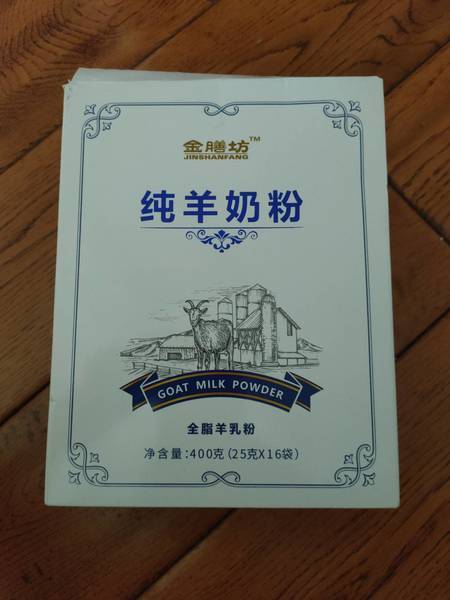 金膳坊™
JINSHANFANG
纯羊奶粉
GOAT MILK POWDER
全脂羊乳粉
净含量:400克(25克X16袋)